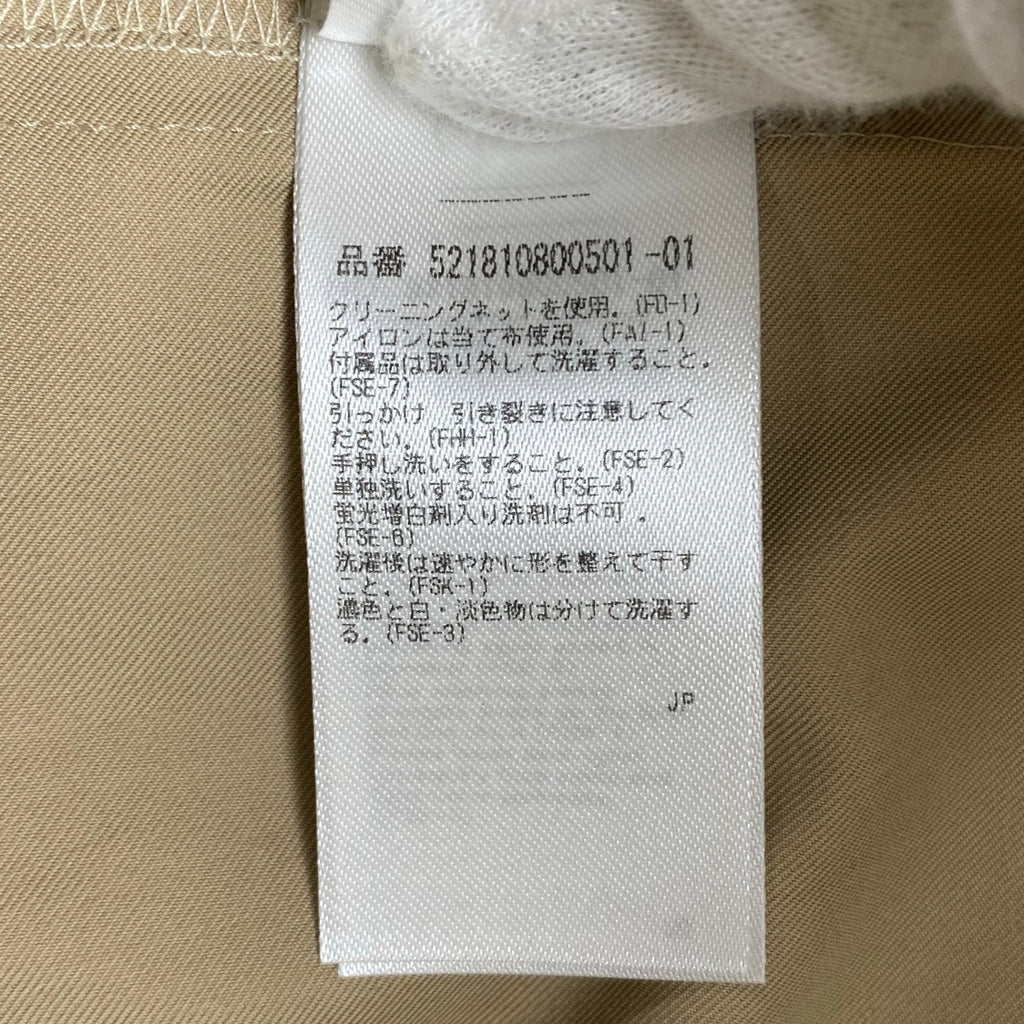 品番 521810800501-01
クリーニングネットを使用。(FD-1)
アイロンは当て布使用。(FAI-1)
付属品は取り外して洗濯すること。
(FSE-7)
引っかけ 引き裂きに注意してく
ださい。(FHH-1)
手押し洗いをすること。(FSE-2)
単独洗いすること。(FSE-4)
蛍光増白剤入り洗剤は不可。
(FSE-6)
洗濯後は速やかに形を整えて干す
こと。(FSK-1)
濃色と白・淡色物は分けて洗濯す
る。(FSE-3)
JP